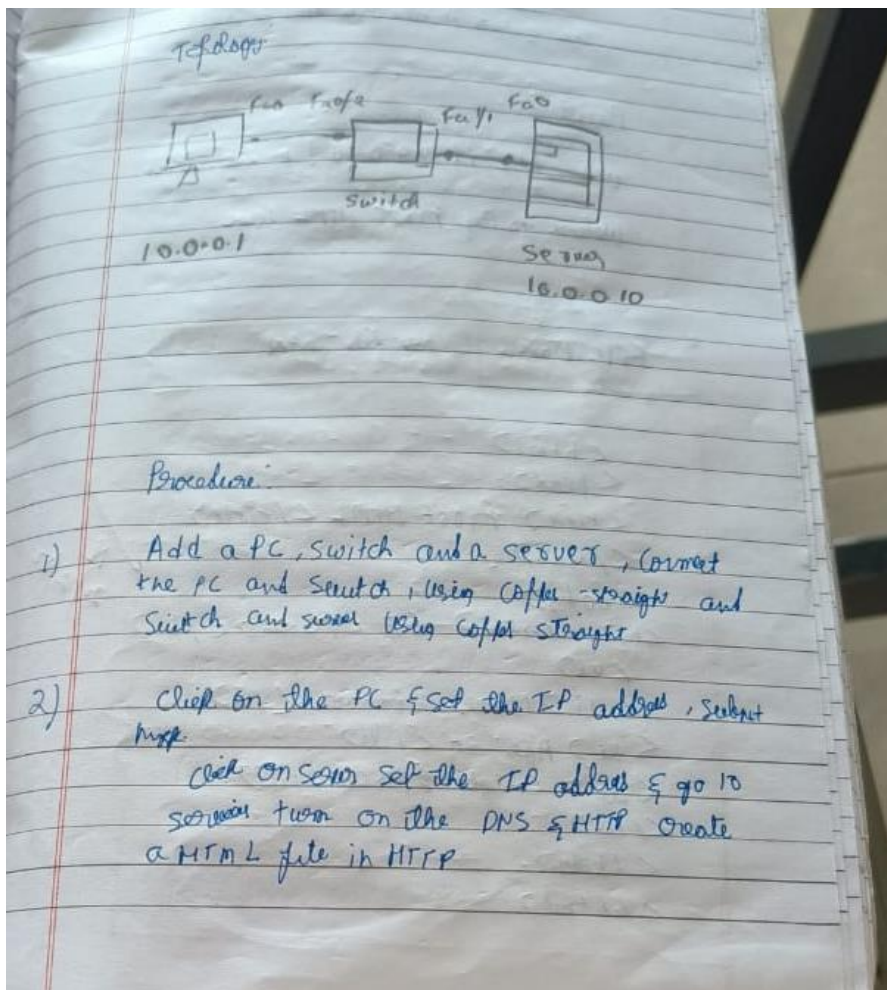 Topology
Fa0 Fa0/2 Fa1/1 Fa0
switch
10.0.0.1
Server
10.0.0 10
Procedure:
1) Add a PC, switch and a server, Connect
the PC and Switch, using Copper-straight and
Switch and server using Copper straight
2) Click on the PC & set the IP address, subnet
mask.
click on server set the IP address & go to
services turn on the DNS & HTTP create
a HTML file in HTTP